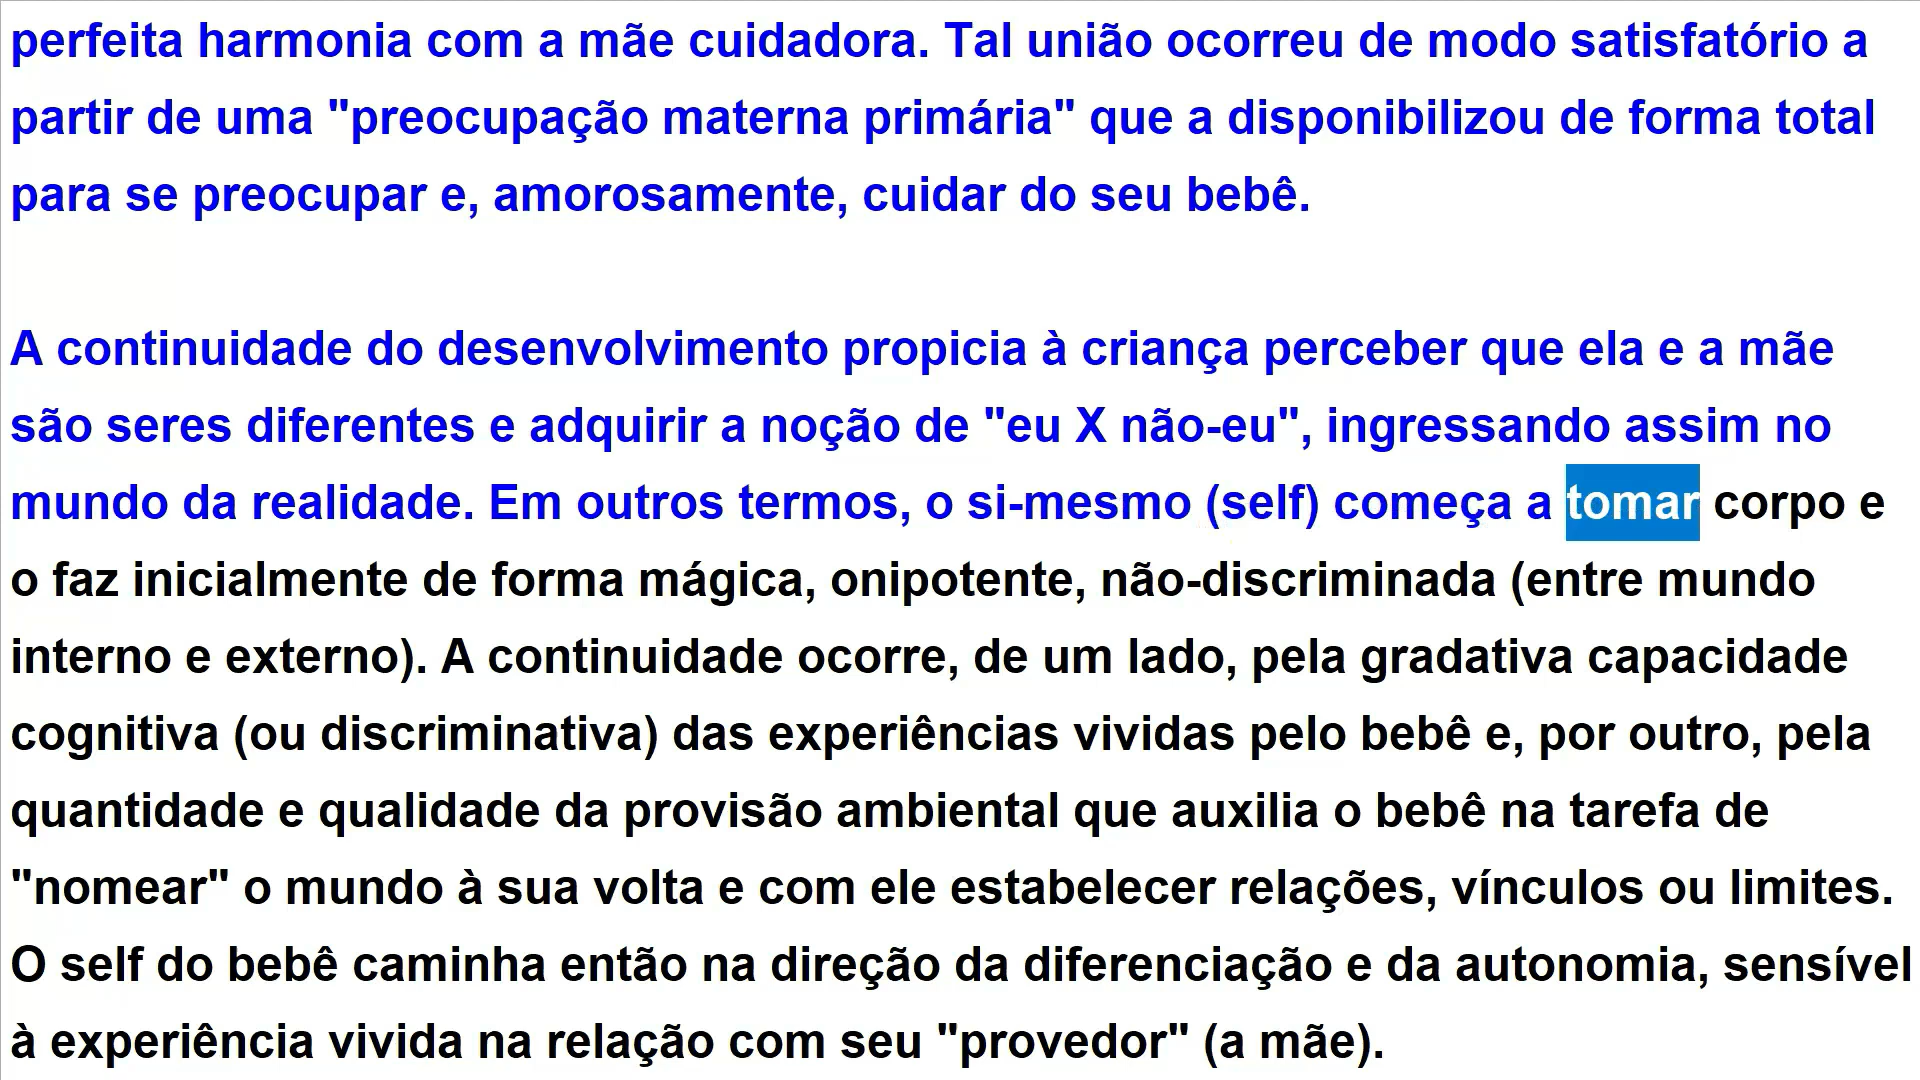 perfeita harmonia com a mãe cuidadora. Tal união ocorreu de modo satisfatório a
partir de uma "preocupação materna primária" que a disponibilizou de forma total
para se preocupar e, amorosamente, cuidar do seu bebê.
A continuidade do desenvolvimento propicia à criança perceber que ela e a mãe
são seres diferentes e adquirir a noção de "eu X não-eu", ingressando assim no
mundo da realidade. Em outros termos, o si-mesmo (self) começa a tomar corpo e
o faz inicialmente de forma mágica, onipotente, não-discriminada (entre mundo
interno e externo). A continuidade ocorre, de um lado, pela gradativa capacidade
cognitiva (ou discriminativa) das experiências vividas pelo bebê e, por outro, pela
quantidade e qualidade da provisão ambiental que auxilia o bebê na tarefa de
"nomear" o mundo à sua volta e com ele estabelecer relações, vínculos ou limites.
O self do bebê caminha então na direção da diferenciação e da autonomia, sensível
à experiência vivida na relação com seu "provedor" (a mãe).